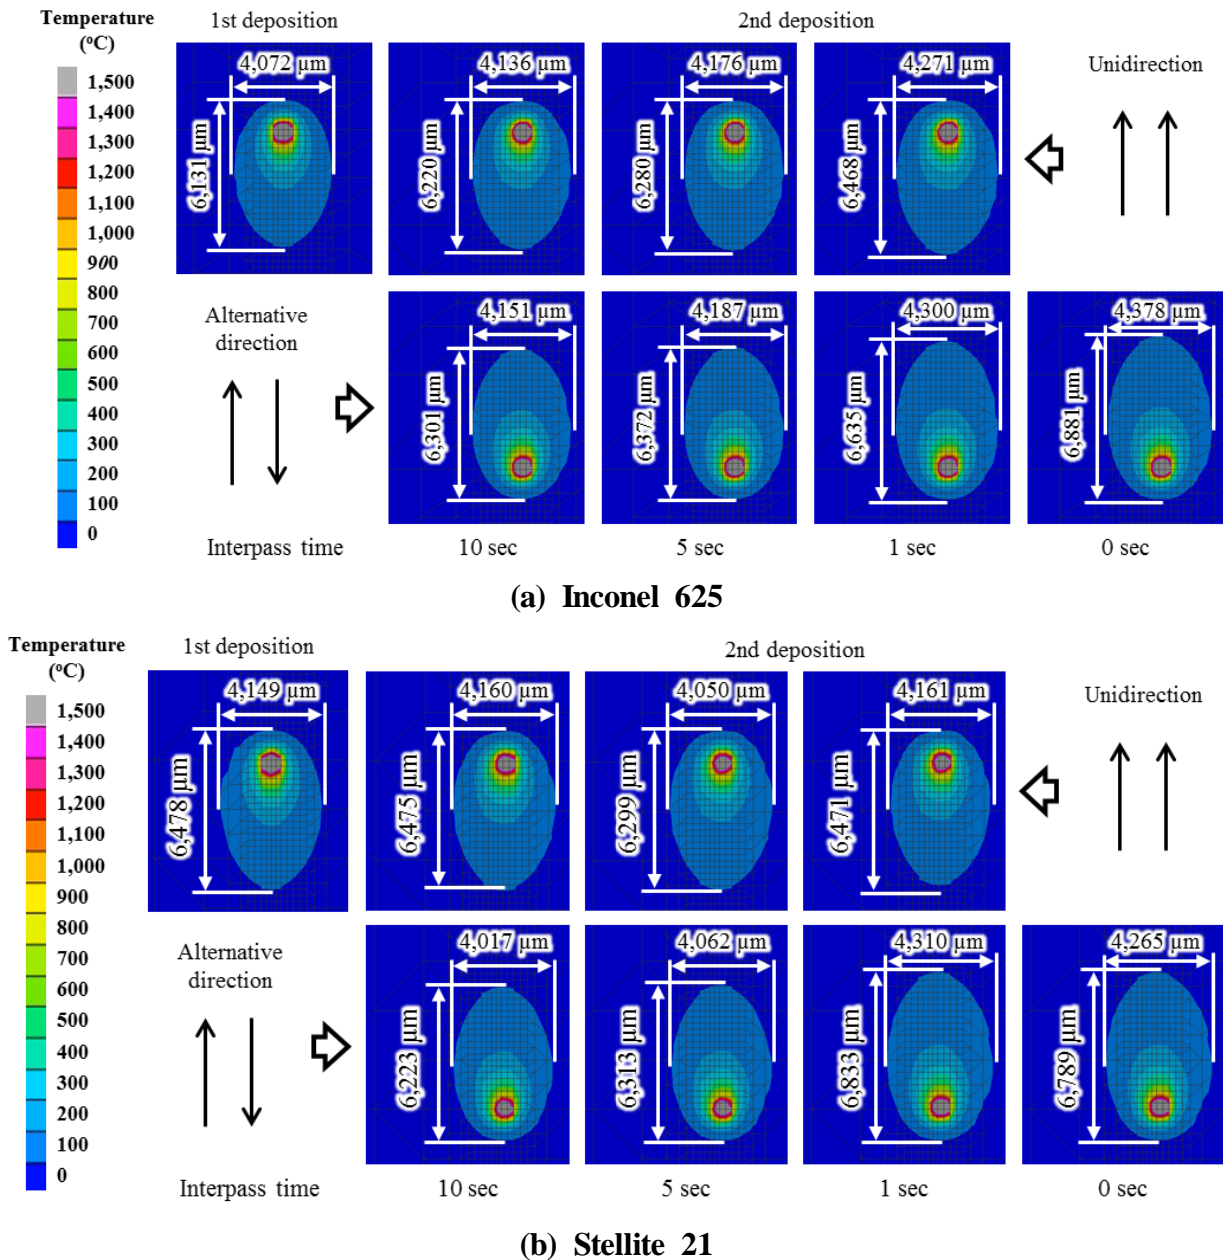 Temperature
(°C)
1,500
1,400
1,300
1,200
1,100
1,000
900
800
700
600
500
400
300
200
100
0
1st deposition
2nd deposition
4,072 µm
6,131 µm
4,136 µm
6,220 µm
4,176 µm
6,280 µm
4,271 µm
6,468 µm
Unidirection
Alternative
direction
4,151 µm
6,301 µm
4,187 µm
6,372 µm
4,300 µm
6,635 µm
4,378 µm
6,881 µm
Interpass time
10 sec
5 sec
1 sec
0 sec
(a) Inconel 625
Temperature
(°C)
1,500
1,400
1,300
1,200
1,100
1,000
900
800
700
600
500
400
300
200
100
0
1st deposition
2nd deposition
4,149 µm
6,478 µm
4,160 µm
6,475 µm
4,050 µm
6,299 µm
4,161 µm
6,471 µm
Unidirection
Alternative
direction
4,017 µm
6,223 µm
4,062 µm
6,313 µm
4,310 µm
6,833 µm
4,265 µm
6,789 µm
Interpass time
10 sec
5 sec
1 sec
0 sec
(b) Stellite 21